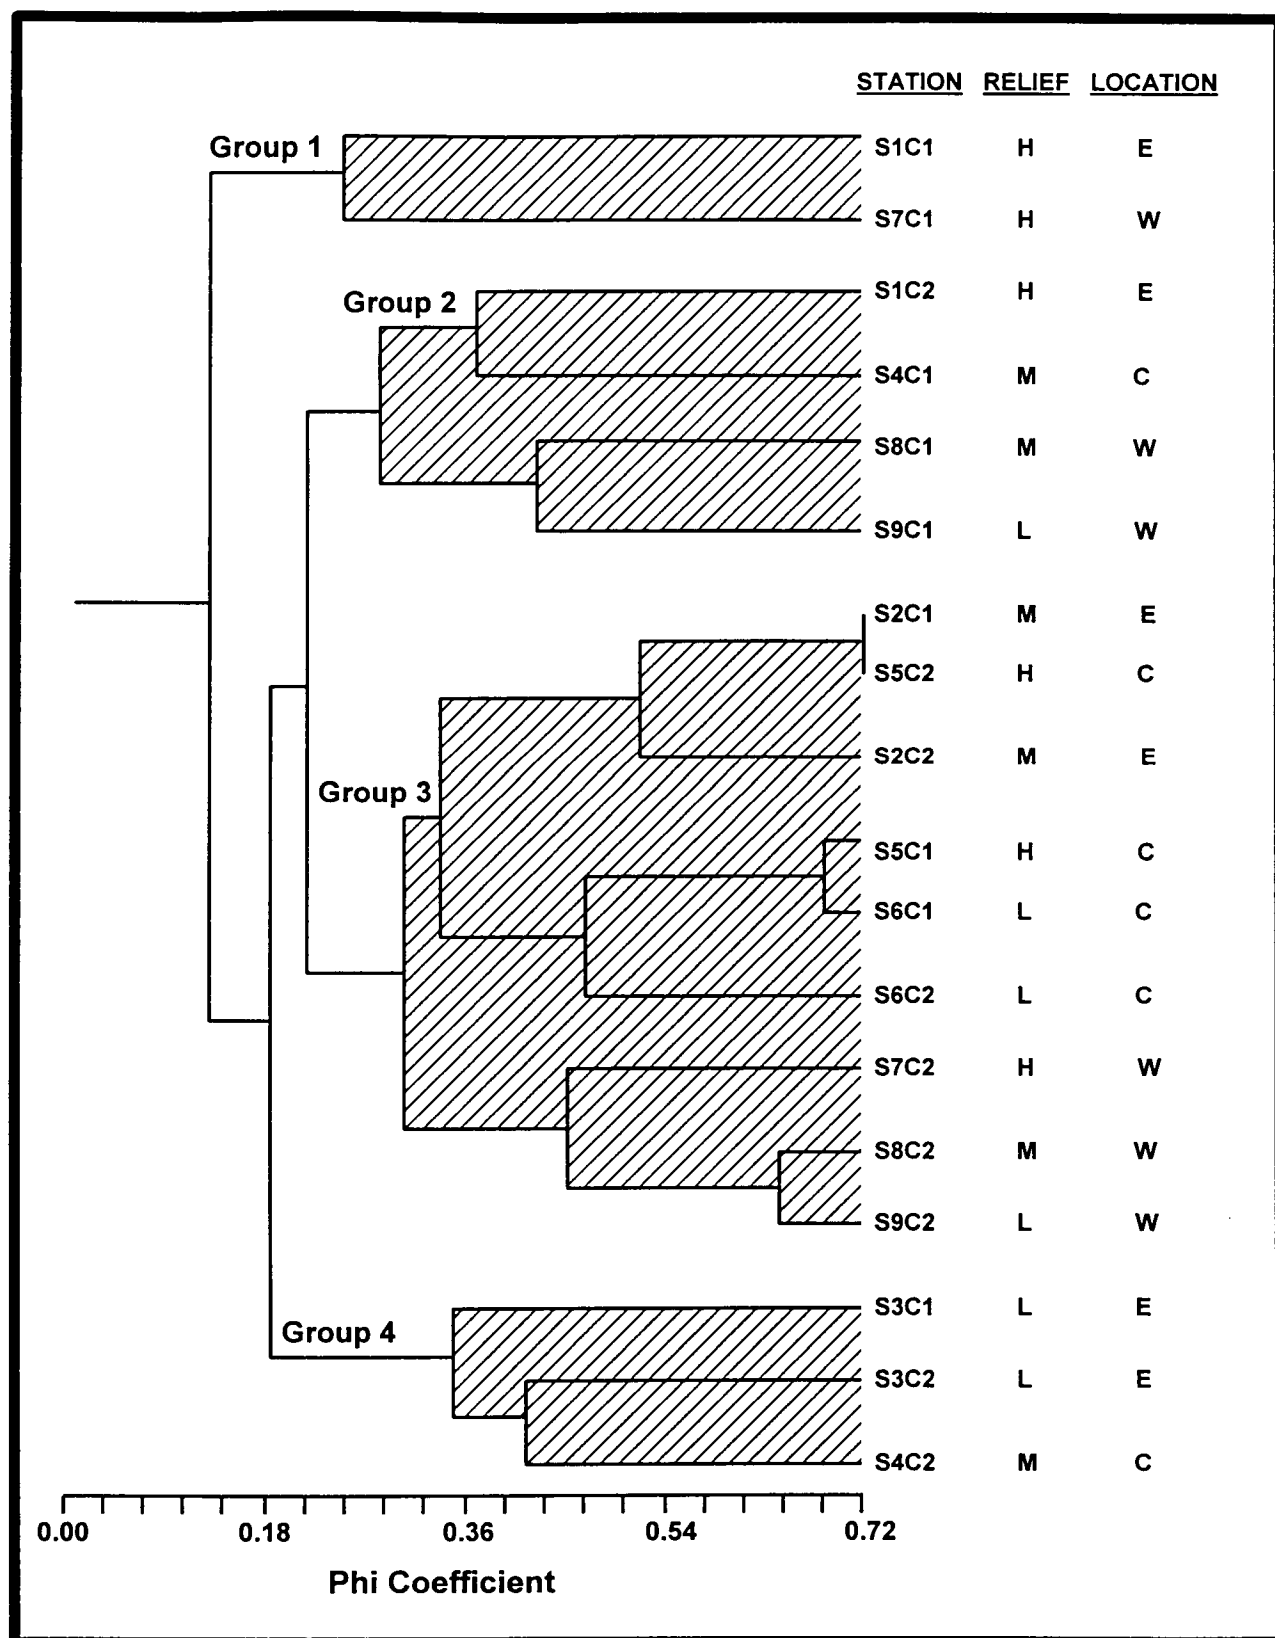 STATION RELIEF LOCATION
Group 1
S1C1 H E
S7C1 H W
Group 2
S1C2 H E
S4C1 M C
S8C1 M W
S9C1 L W
S2C1 M E
S5C2 H C
S2C2 M E
Group 3
S5C1 H C
S6C1 L C
S6C2 L C
S7C2 H W
S8C2 M W
S9C2 L W
S3C1 L E
Group 4
S3C2 L E
S4C2 M C
0.00 0.18 0.36 0.54 0.72
Phi Coefficient